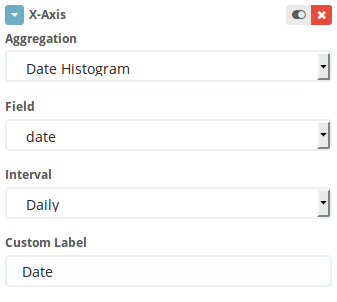 X-Axis
Aggregation
Date Histogram
Field
date
Interval
Daily
Custom Label
Date